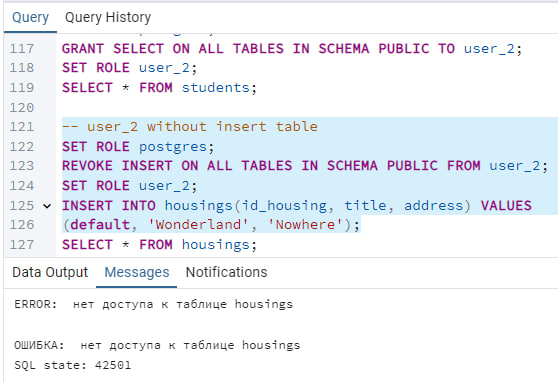 Query Query History
117 GRANT SELECT ON ALL TABLES IN SCHEMA PUBLIC TO user_2;
118 SET ROLE user_2;
119 SELECT * FROM students;
120
121 -- user_2 without insert table
122 SET ROLE postgres;
123 REVOKE INSERT ON ALL TABLES IN SCHEMA PUBLIC FROM user_2;
124 SET ROLE user_2;
125 INSERT INTO housings(id_housing, title, address) VALUES
126 (default, 'Wonderland', 'Nowhere');
127 SELECT * FROM housings;
Data Output Messages Notifications
ERROR: нет доступа к таблице housings
ОШИБКА: нет доступа к таблице housings
SQL state: 42501